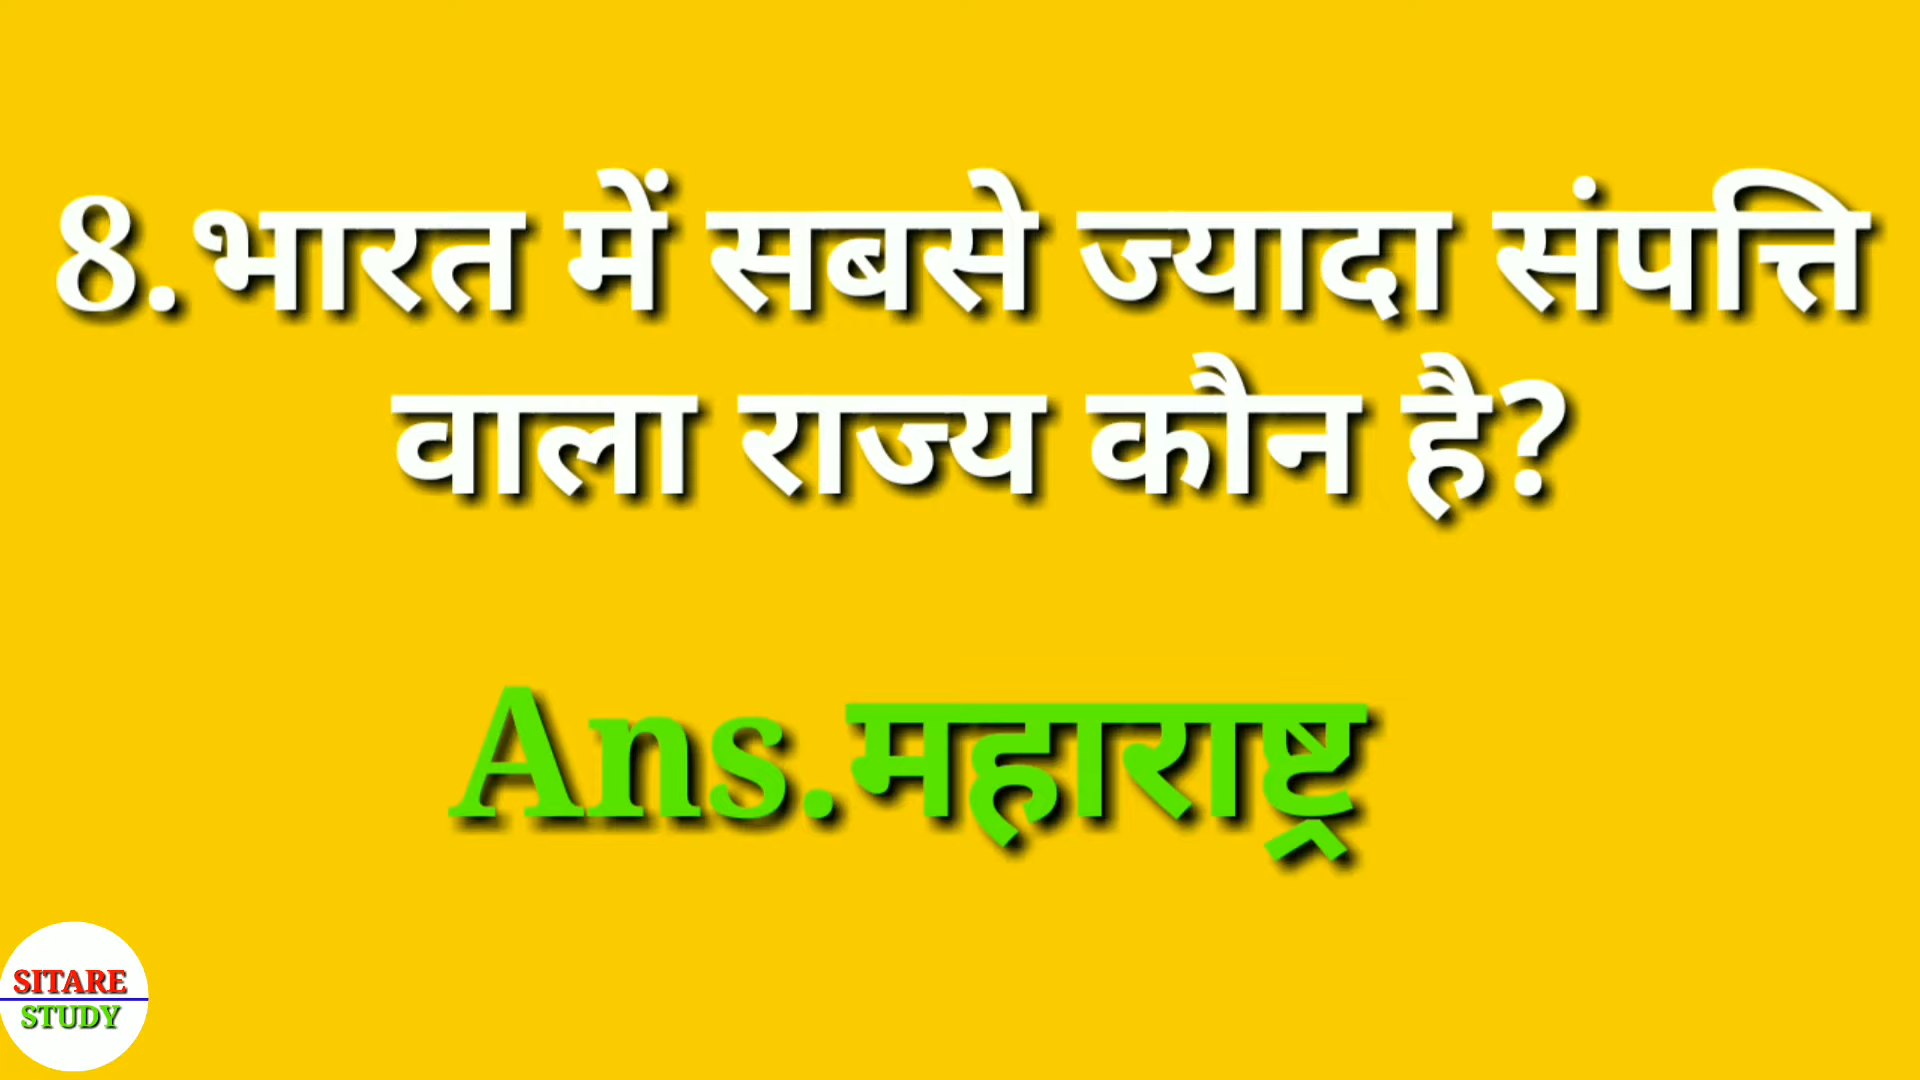 8.भारत में सबसे ज्यादा संपत्ति
वाला राज्य कौन है?
Ans.महाराष्ट्र
SITARE
STUDY